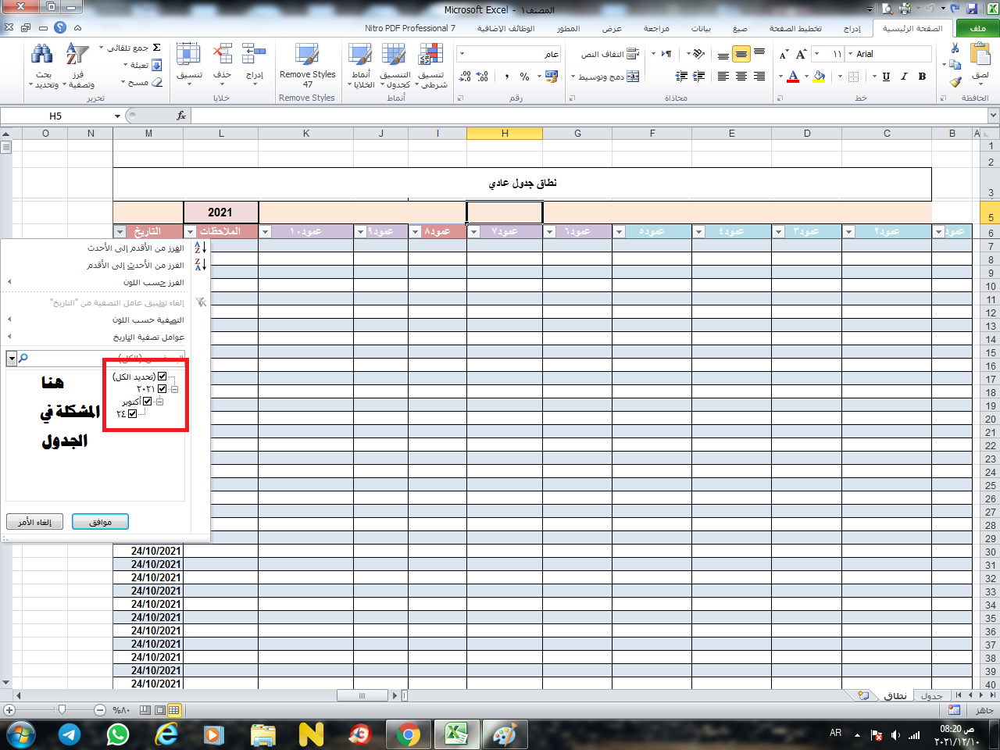 المصنف١ - Microsoft Excel
ملف
الصفحة الرئيسية
إدراج
تخطيط الصفحة
صيغ
بيانات
مراجعة
عرض
المطور
الوظائف الإضافية
Nitro PDF Professional 7
لصق
الحافظة
Arial
١١
B I U
خط
التفاف النص
دمج وتوسيط
محاذاة
عام
رقم
تنسيق شرطي
التنسيق كجدول
أنماط الخلايا
أنماط
Remove Styles 47
Remove Styles
إدراج
حذف
تنسيق
خلايا
جمع تلقائي
تعبئة
مسح
فرز وتصفية
بحث وتحديد
تحرير
H5
fx
A B C D E F G H I J K L M N O
نطاق جدول عادي
2021
عمود
عمود٢
عمود٣
عمود٤
عمود٥
عمود٦
عمود٧
عمود٨
عمود٩
عمود١٠
الملاحظات
التاريخ
1
2
3
5
6
7
8
9
10
11
12
13
14
15
16
17
18
19
20
21
22
23
24
25
26
27
28
29
30
31
32
33
34
35
36
37
38
39
40
الفرز من الأقدم إلى الأحدث
الفرز من الأحدث إلى الأقدم
الفرز حسب اللون
إلغاء تطبيق عامل التصفية من "التاريخ"
التصفية حسب اللون
عوامل تصفية التاريخ
(تحديد الكل)
٢٠٢١
أكتوبر
٢٤
هنا
المشكلة في
الجدول
موافق
إلغاء الأمر
24/10/2021
24/10/2021
24/10/2021
24/10/2021
24/10/2021
24/10/2021
24/10/2021
24/10/2021
24/10/2021
24/10/2021
24/10/2021
جدول
نطاق
جاهز
٨٠%
AR
08:20 ص
٢٠٢١/١٢/١٠